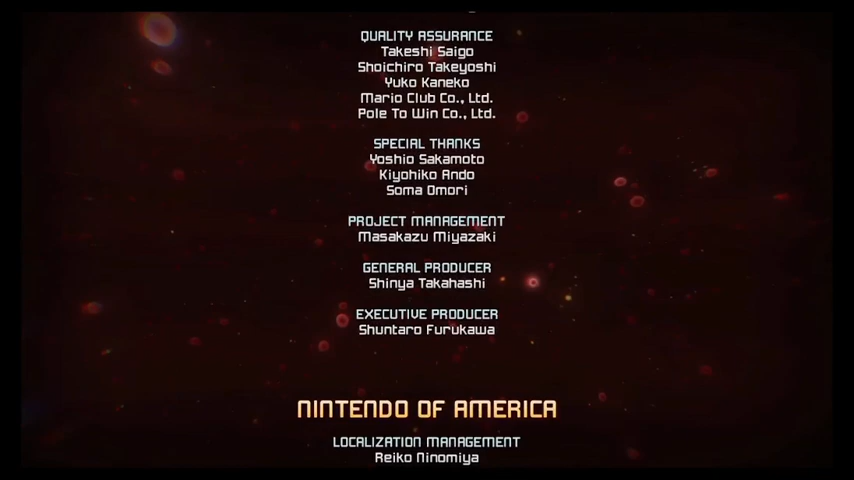 QUALITY ASSURANCE
Takeshi Saigo
Shoichiro Takeyoshi
Yuko Kaneko
Mario Club Co., Ltd.
Pole To Win Co., Ltd.
SPECIAL THANKS
Yoshio Sakamoto
Kiyohiko Ando
Soma Omori
PROJECT MANAGEMENT
Masakazu Miyazaki
GENERAL PRODUCER
Shinya Takahashi
EXECUTIVE PRODUCER
Shuntaro Furukawa
NINTENDO OF AMERICA
LOCALIZATION MANAGEMENT
Reiko Ninomiya